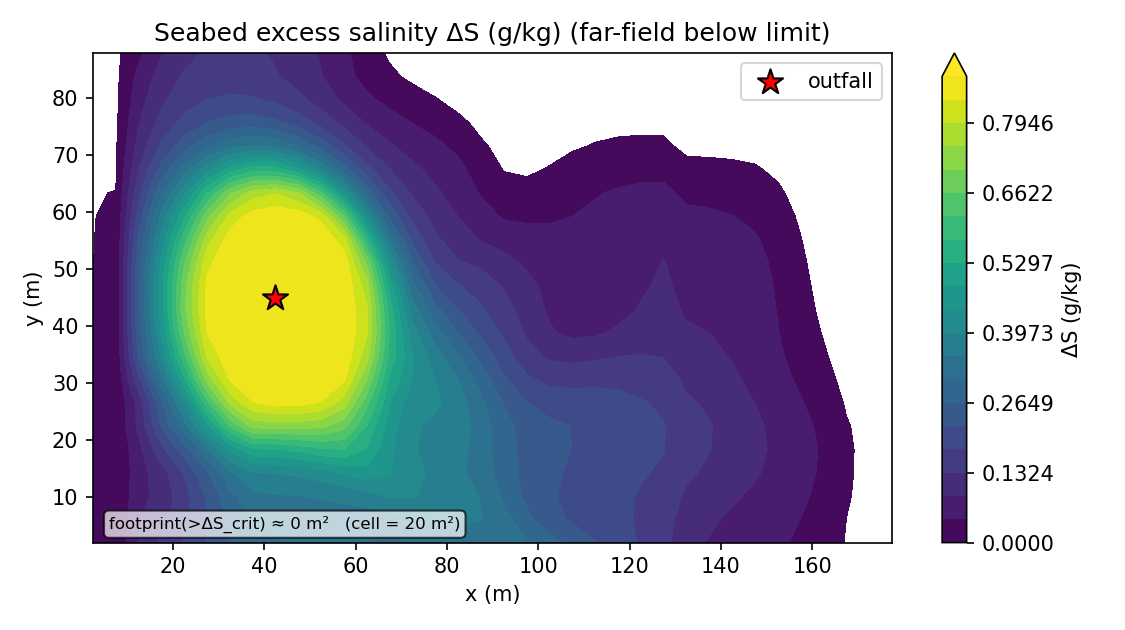 Seabed excess salinity ΔS (g/kg) (far-field below limit)
outfall
80
70
60
50
40
30
20
10
y (m)
footprint(>ΔS_crit) ≈ 0 m²   (cell = 20 m²)
20 40 60 80 100 120 140 160
x (m)
0.7946
0.6622
0.5297
0.3973
0.2649
0.1324
0.0000
ΔS (g/kg)